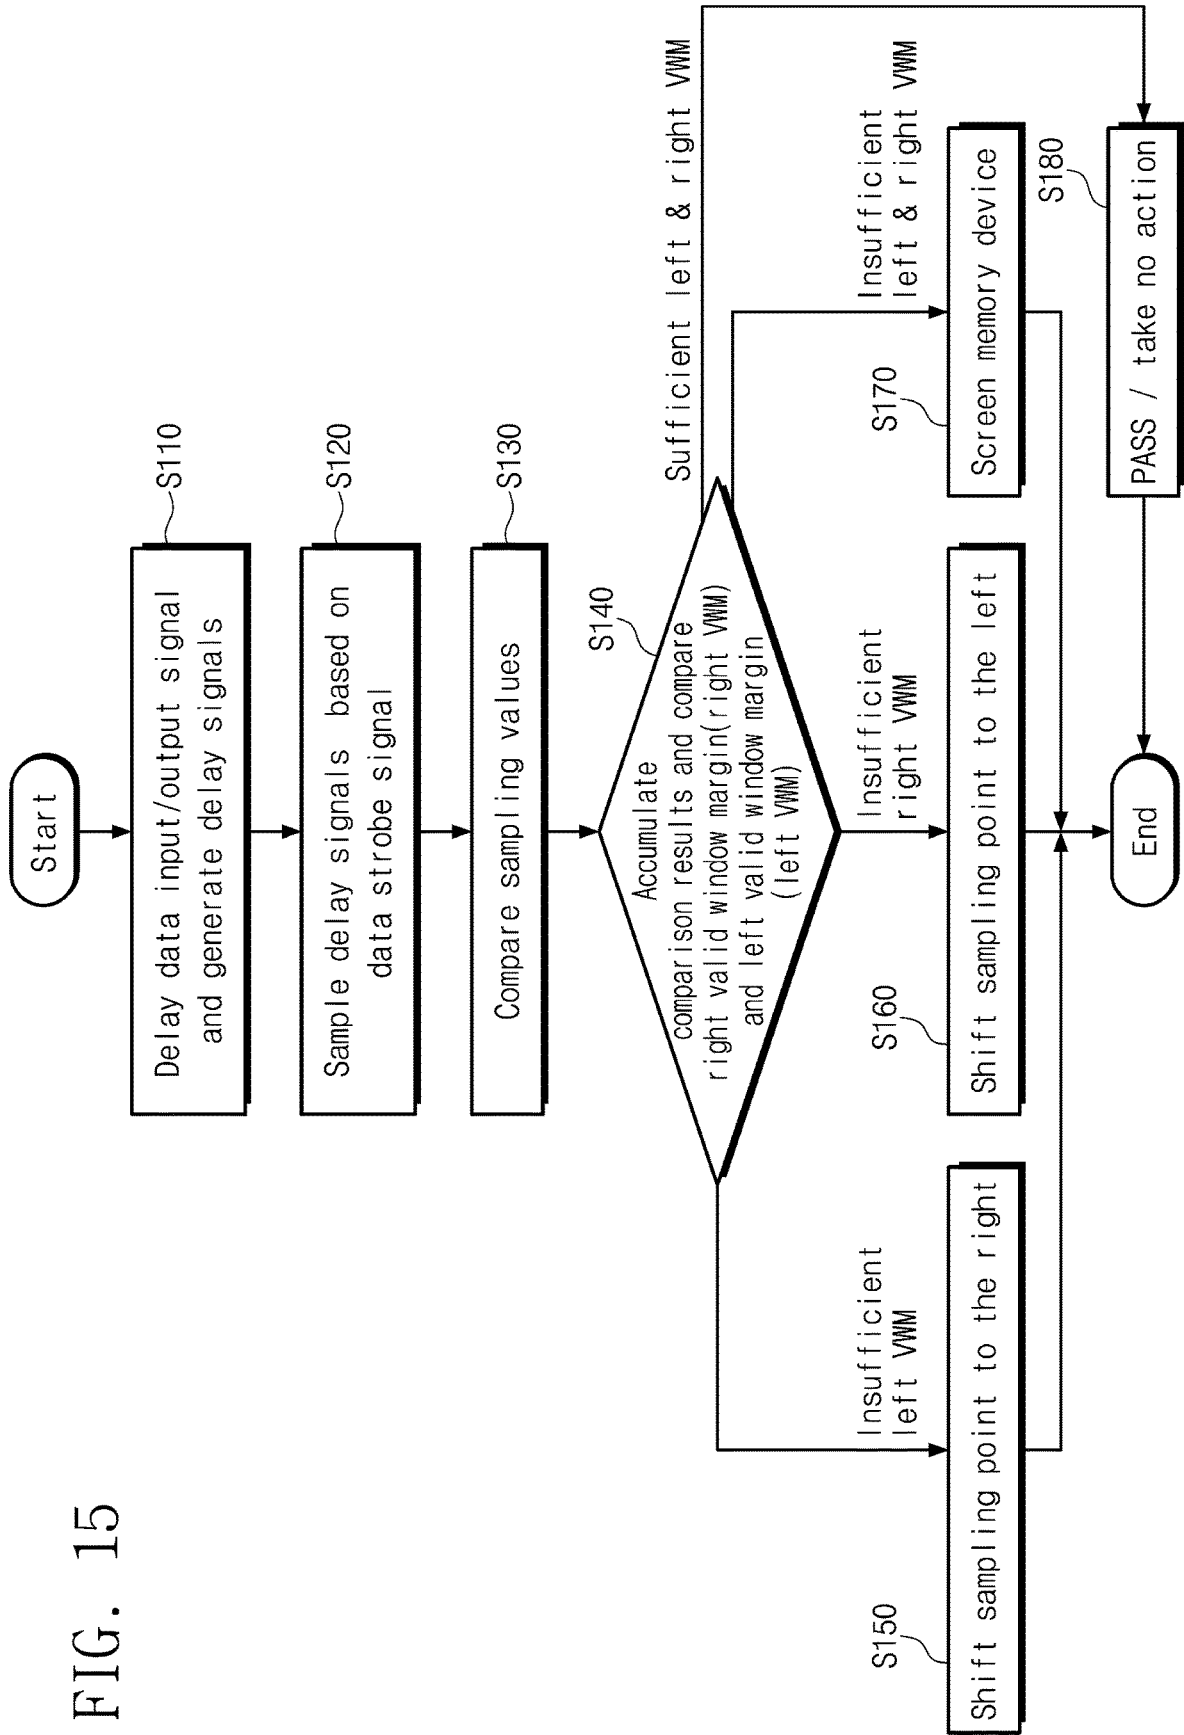 FIG. 15
Start
Delay data input/output signal
and generate delay signals
S110
Sample delay signals based on
data strobe signal
S120
Compare sampling values
S130
Accumulate
comparison results and compare
right valid window margin(right VWM)
and left valid window margin
(left VWM)
S140
Sufficient left & right VWM
Insufficient
left VWM
Insufficient
right VWM
Insufficient
left & right VWM
S150
Shift sampling point to the right
S160
Shift sampling point to the left
S170
Screen memory device
S180
PASS / take no action
End